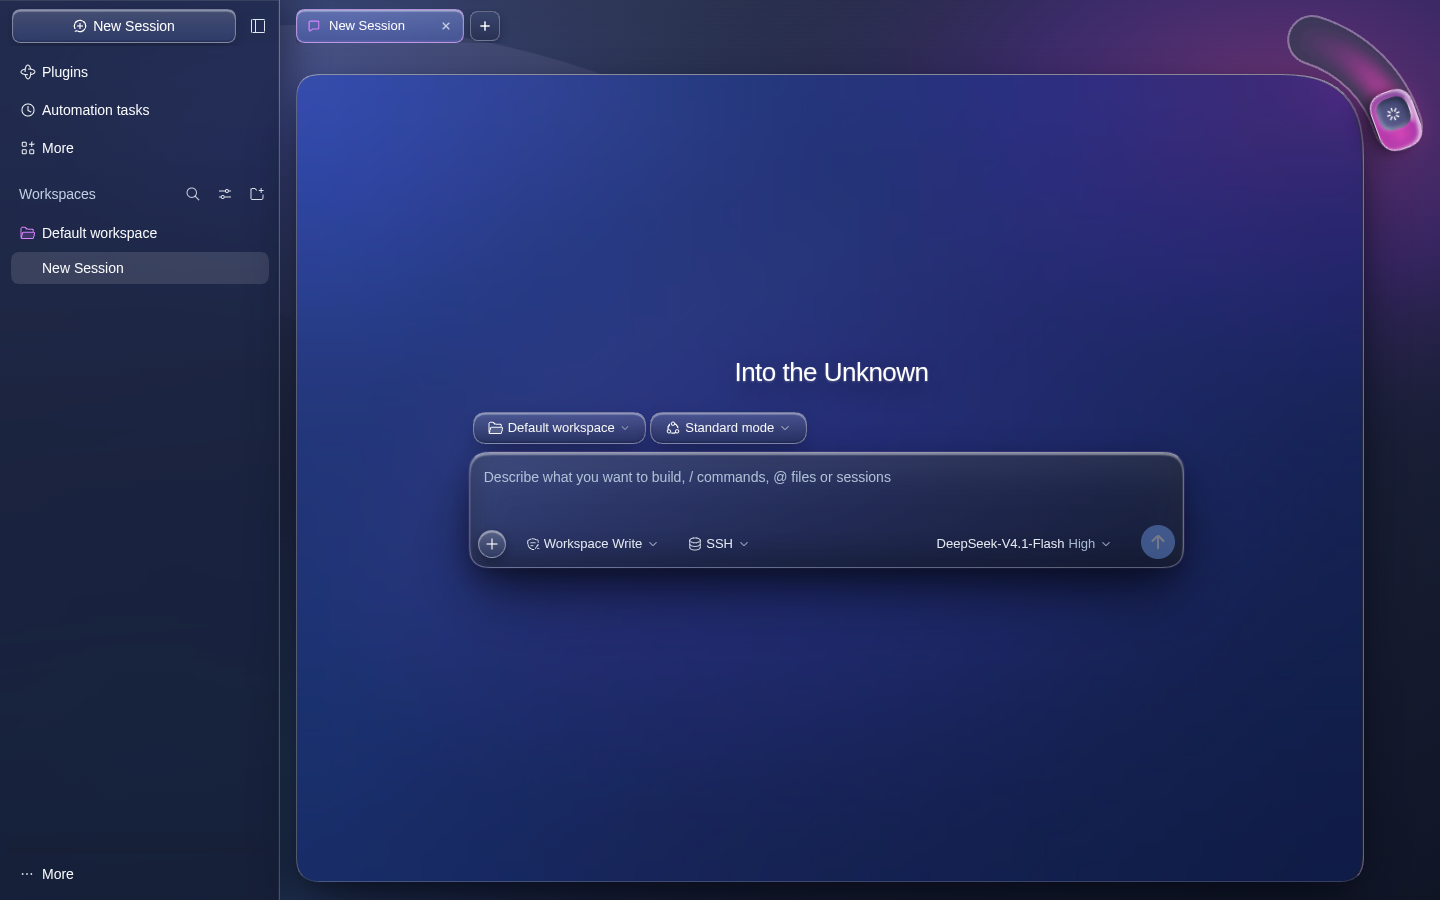 New Session
New Session
Plugins
Automation tasks
More
Workspaces
Default workspace
New Session
Into the Unknown
Default workspace
Standard mode
Describe what you want to build, / commands, @ files or sessions
Workspace Write
SSH
DeepSeek-V4.1-Flash High
More